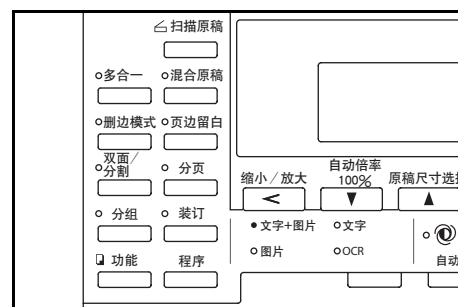 扫描原稿
多合一 混合原稿
删边模式 页边留白
双面/分割 分页
缩小/放大 自动倍率 100% 原稿尺寸选择
分组 装订
文字+图片 文字
图片 OCR
自动
功能 程序